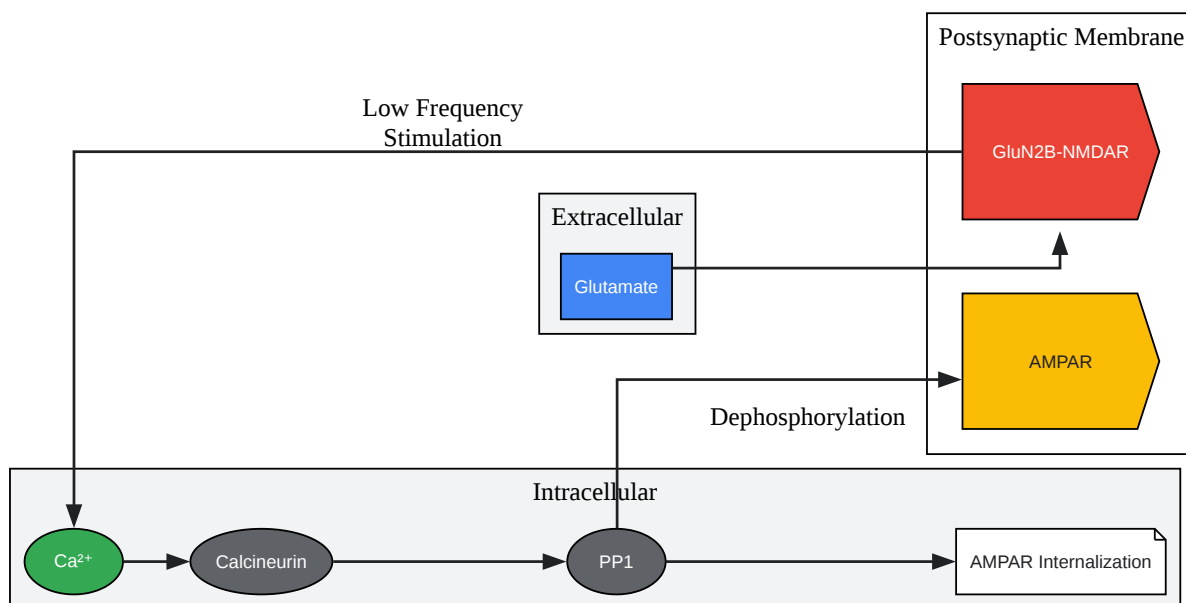 Postsynaptic Membrane
Low Frequency
Stimulation
GluN2B-NMDAR
Extracellular
Glutamate
AMPAR
Dephosphorylation
Intracellular
Ca²⁺
Calcineurin
PP1
AMPAR Internalization